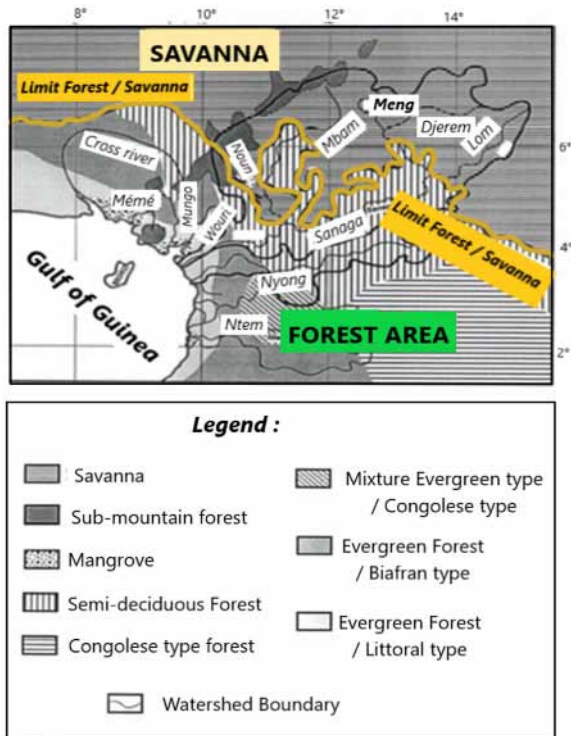 8° 10° 12° 14°
SAVANNA
Limit Forest / Savanna
Meng
Mbam
Djerem
Lom
6°
Cross river
Noun
Mémé
Mungo
Wouri
Sanaga
Limit Forest / Savanna
4°
Gulf of Guinea
Nyong
Ntem
FOREST AREA
2°
Legend :
Savanna
Sub-mountain forest
Mangrove
Semi-deciduous Forest
Congolese type forest
Mixture Evergreen type
/ Congolese type
Evergreen Forest
/ Biafran type
Evergreen Forest
/ Littoral type
Watershed Boundary